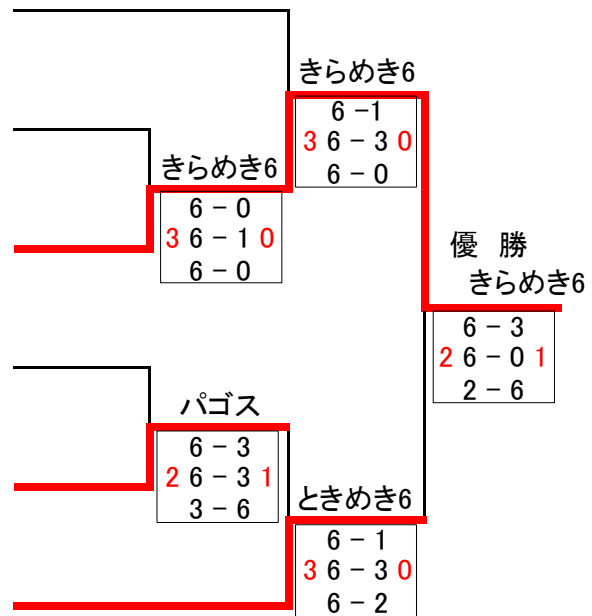 きらめき6
6 －1
3 6 － 3 0
6 － 0
きらめき6
6 － 0
3 6 － 1 0
6 － 0
優　勝
きらめき6
6 － 3
2 6 － 0 1
2 － 6
パゴス
6 － 3
2 6 － 3 1
3 － 6
ときめき6
6 － 1
3 6 － 3 0
6 － 2